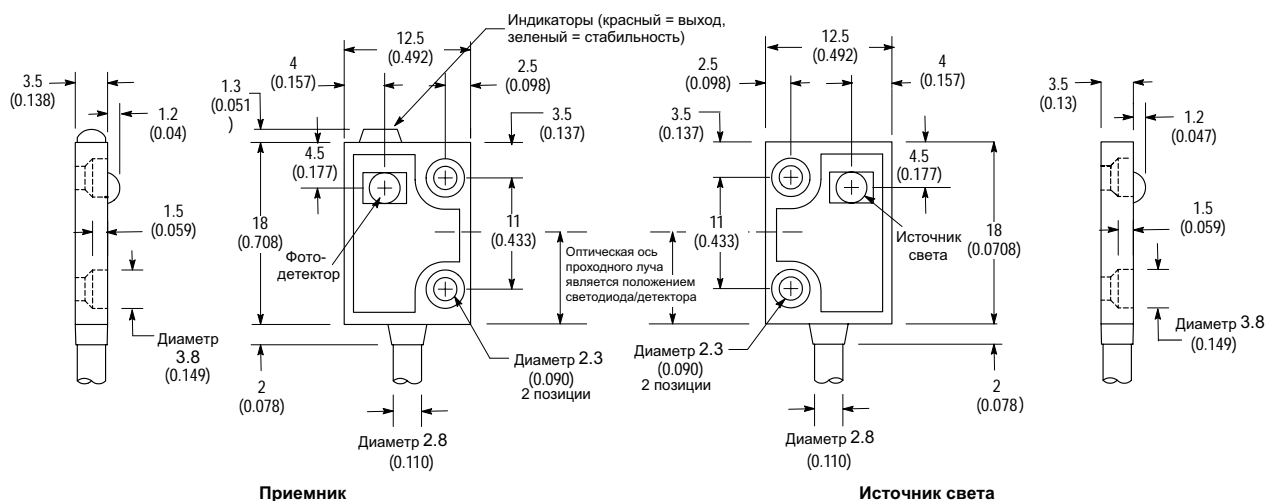 Индикаторы (красный = выход,
зеленый = стабильность)
12.5
(0.492)
4
(0.157)
2.5
(0.098)
3.5
(0.138)
1.3
(0.051
)
1.2
(0.04)
3.5
(0.137)
4.5
(0.177)
1.5
(0.059)
18
(0.708)
11
(0.433)
Фото-
детектор
Оптическая ось
проходного луча
является положением
светодиода/детектора
Диаметр
3.8
(0.149)
2
(0.078)
Диаметр 2.3
(0.090)
2 позиции
Диаметр 2.8
(0.110)
Приемник
12.5
(0.492)
2.5
(0.098)
4
(0.157)
3.5
(0.137)
4.5
(0.177)
11
(0.433)
Источник
света
18
(0.0708)
3.5
(0.13)
1.2
(0.047)
1.5
(0.059)
Диаметр 2.3
(0.090)
2 позиции
2
(0.078)
Диаметр 3.8
(0.149)
Диаметр 2.8
(0.110)
Источник света